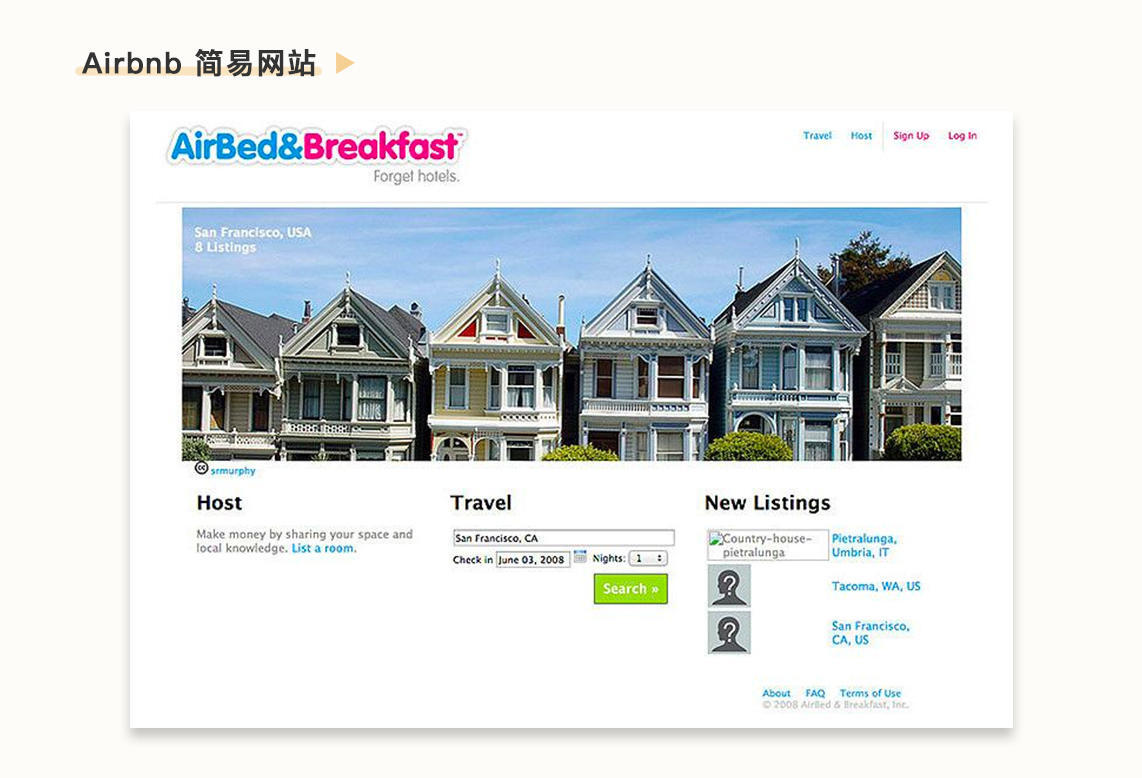 Airbnb 简易网站
AirBed&Breakfast™
Forget hotels.
Travel Host Sign Up Log In
San Francisco, USA
8 Listings
cc srmurphy
Host
Make money by sharing your space and
local knowledge. List a room.
Travel
San Francisco, CA
Check in June 03, 2008 Nights: 1
Search »
New Listings
Country-house-
pietralunga
Pietralunga,
Umbria, IT
Tacoma, WA, US
San Francisco,
CA, US
About FAQ Terms of Use
© 2008 AirBed & Breakfast, Inc.